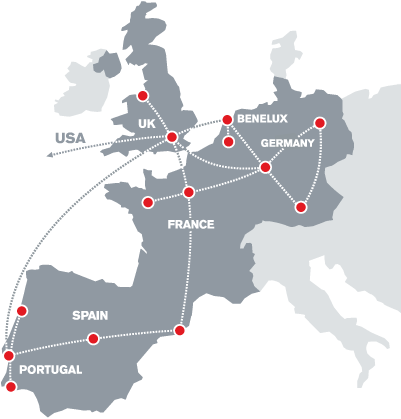 UK
BENELUX
USA
GERMANY
FRANCE
SPAIN
PORTUGAL